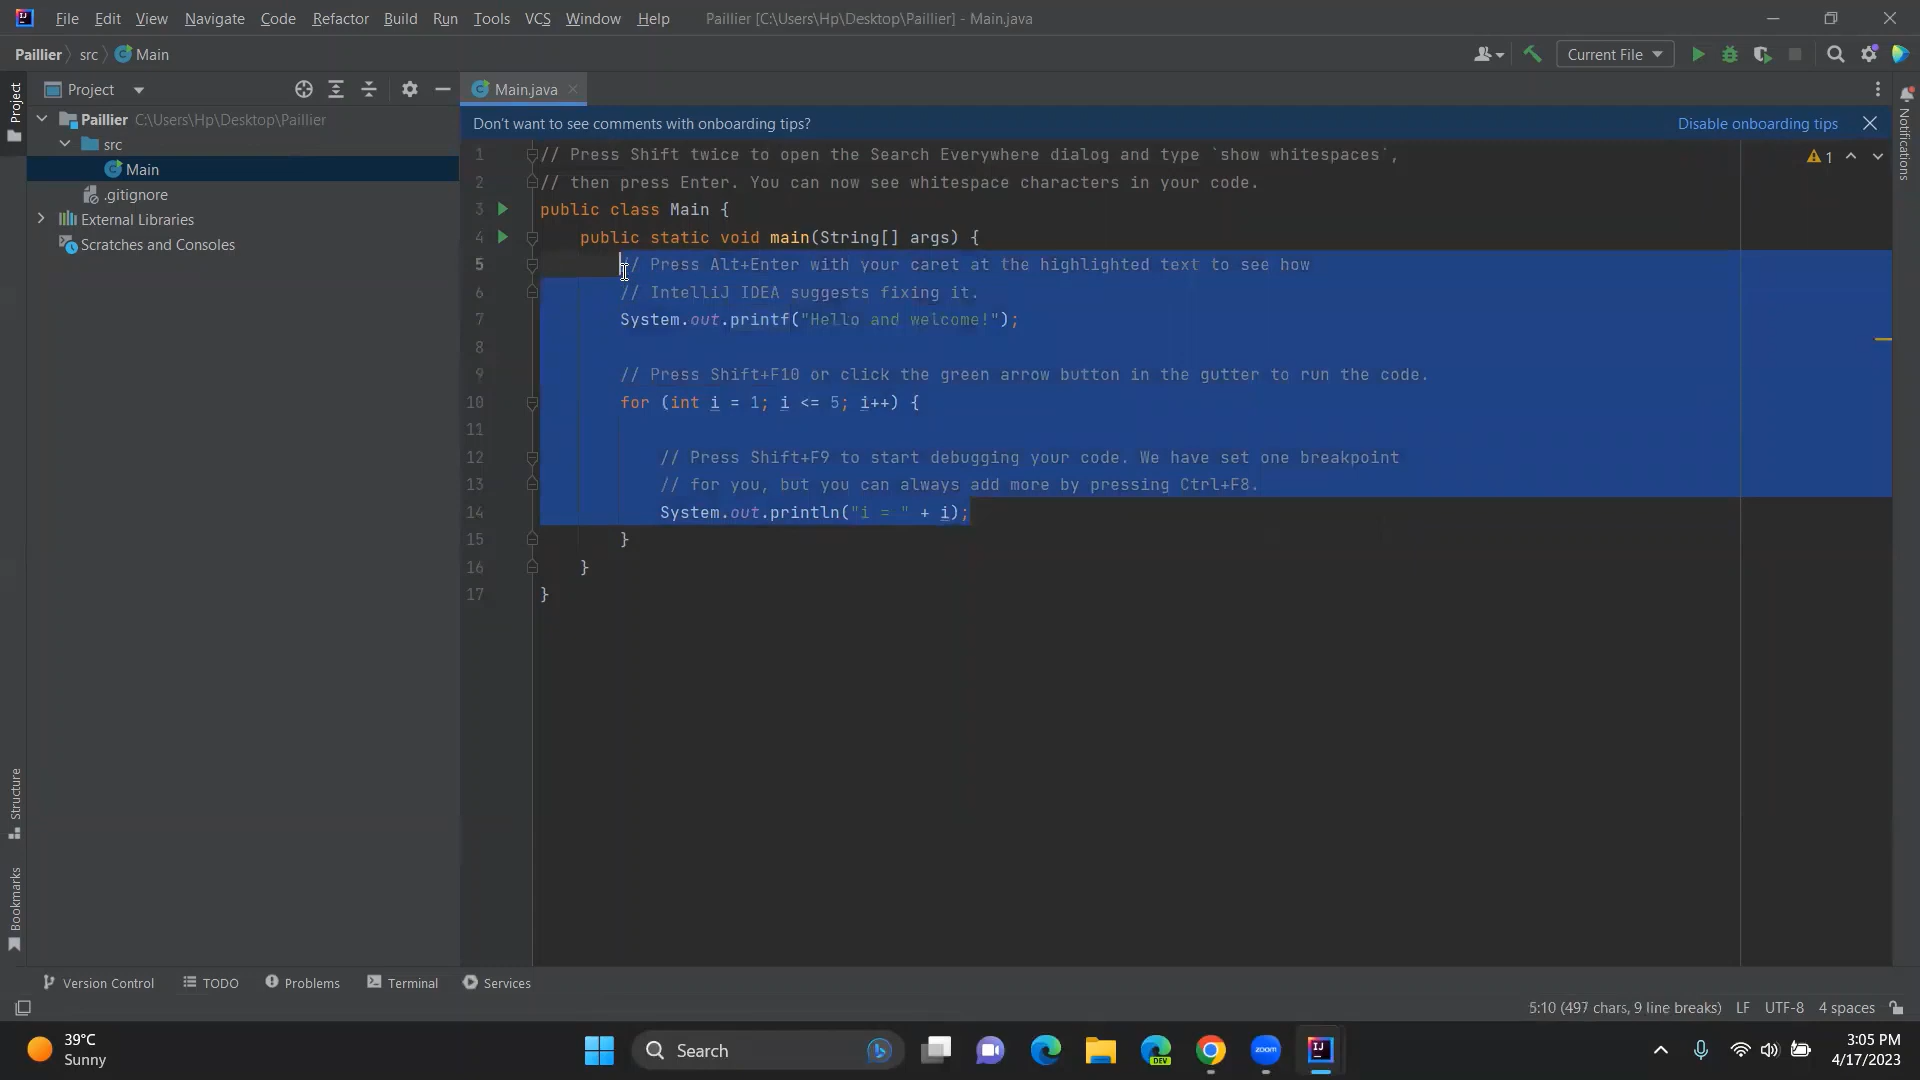 File Edit View Navigate Code Refactor Build Run Tools VCS Window Help Paillier [C:\Users\Hp\Desktop\Paillier] - Main.java
Paillier src Main Current File
Project Main.java
Don't want to see comments with onboarding tips? Disable onboarding tips
Project
Paillier C:\Users\Hp\Desktop\Paillier
src
Main
.gitignore
External Libraries
Scratches and Consoles
1 // Press Shift twice to open the Search Everywhere dialog and type `show whitespaces`,
2 // then press Enter. You can now see whitespace characters in your code.
3 public class Main {
4 public static void main(String[] args) {
5 // Press Alt+Enter with your caret at the highlighted text to see how
6 // IntelliJ IDEA suggests fixing it.
7 System.out.printf("Hello and welcome!");
8
9 // Press Shift+F10 or click the green arrow button in the gutter to run the code.
10 for (int i = 1; i <= 5; i++) {
11
12 // Press Shift+F9 to start debugging your code. We have set one breakpoint
13 // for you, but you can always add more by pressing Ctrl+F8.
14 System.out.println("i = " + i);
15 }
16 }
17 }
1
Notifications
Structure
Bookmarks
Version Control TODO Problems Terminal Services
5:10 (497 chars, 9 line breaks) LF UTF-8 4 spaces
39°C
Sunny
Search
DEV
zoom
IJ
3:05 PM
4/17/2023